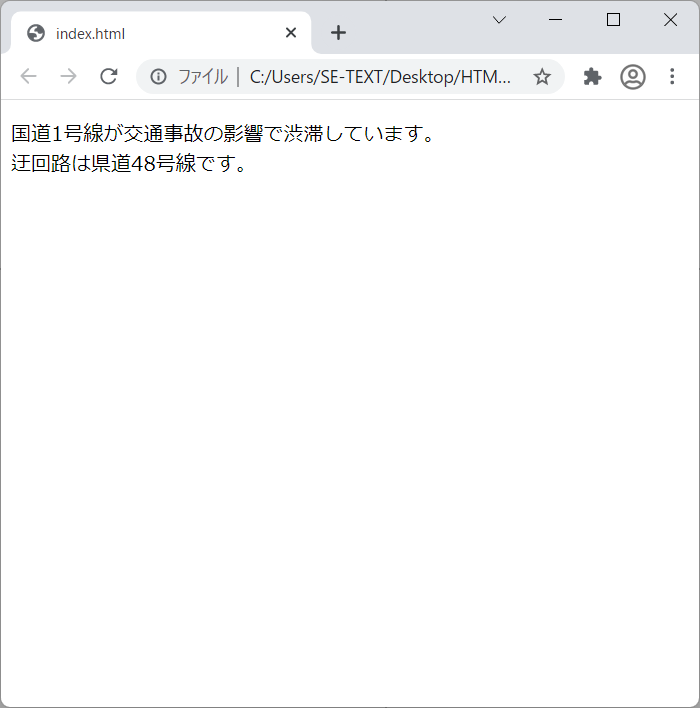 index.html
ファイル | C:/Users/SE-TEXT/Desktop/HTM...
国道1号線が交通事故の影響で渋滞しています。
迂回路は県道48号線です。